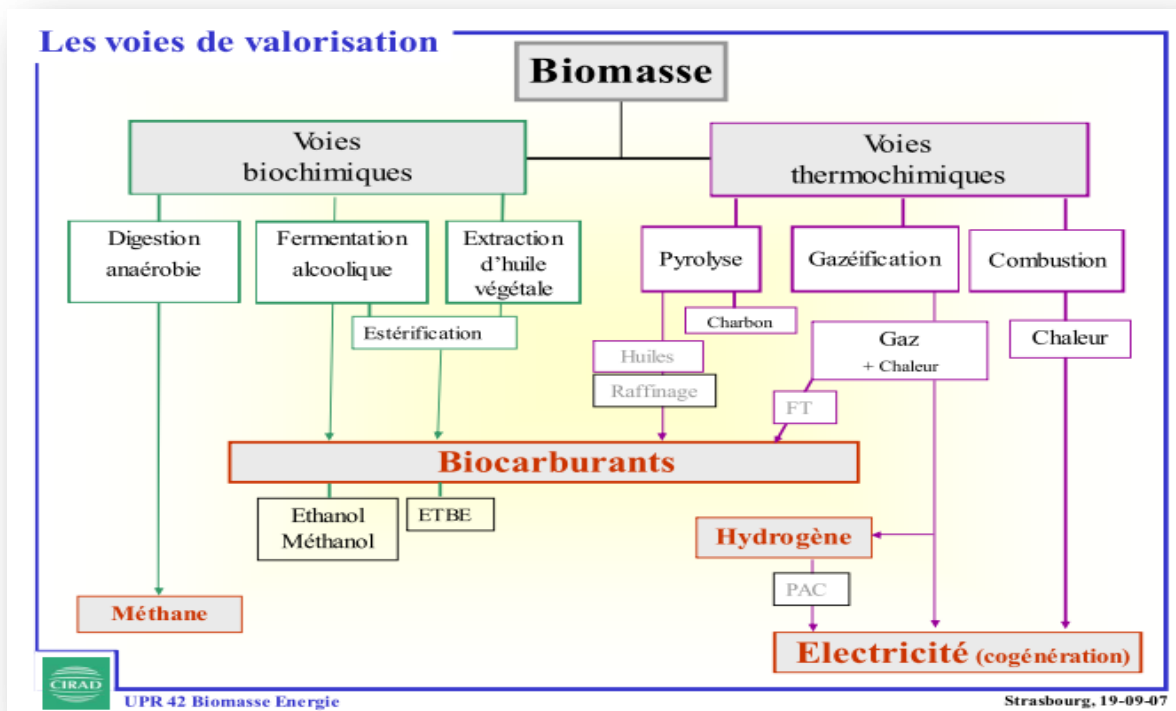 Les voies de valorisation
Biomasse
Voies
biochimiques
Voies
thermochimiques
Digestion
anaérobie
Fermentation
alcoolique
Extraction
d'huile
végétale
Pyrolyse
Gazéification
Combustion
Estérification
Charbon
Huiles
Raffinage
Gaz
+ Chaleur
Chaleur
FT
Biocarburants
Ethanol
Méthanol
ETBE
Hydrogène
PAC
Méthane
Electricité (cogénération)
CIRAD
UPR 42 Biomasse Energie
Strasbourg, 19-09-07